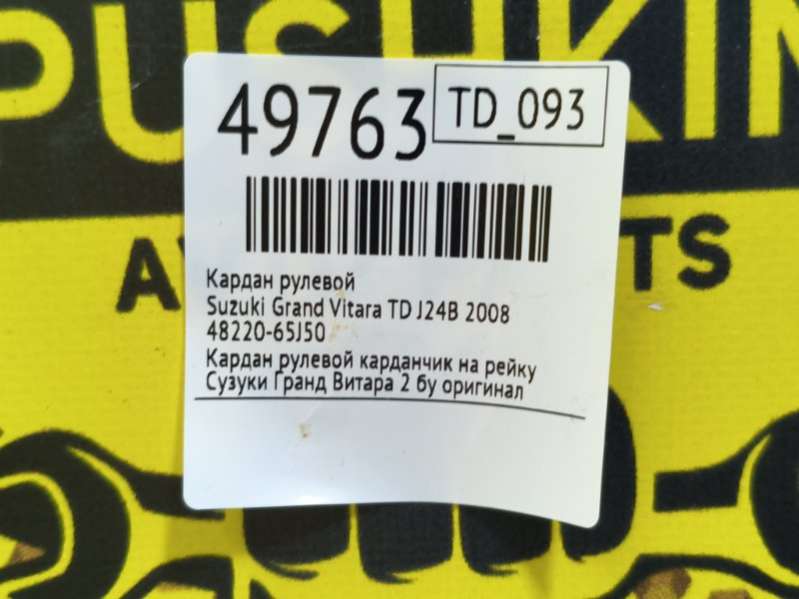 PUSHKIN
49763
TD_093
Кардан рулевой
Suzuki Grand Vitara TD J24B 2008
48220-65J50
Кардан рулевой карданчик на рейку
Сузуки Гранд Витара 2 бу оригинал